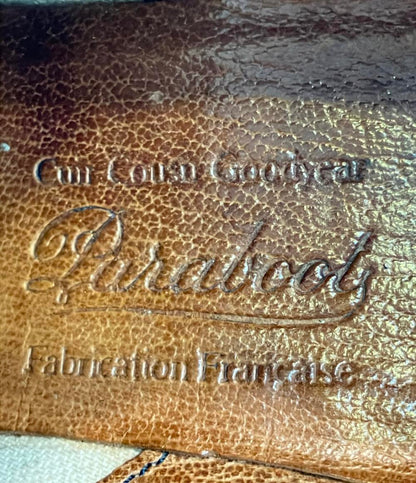 Cuir Cousu Goodyear
Paraboot
Fabrication Française